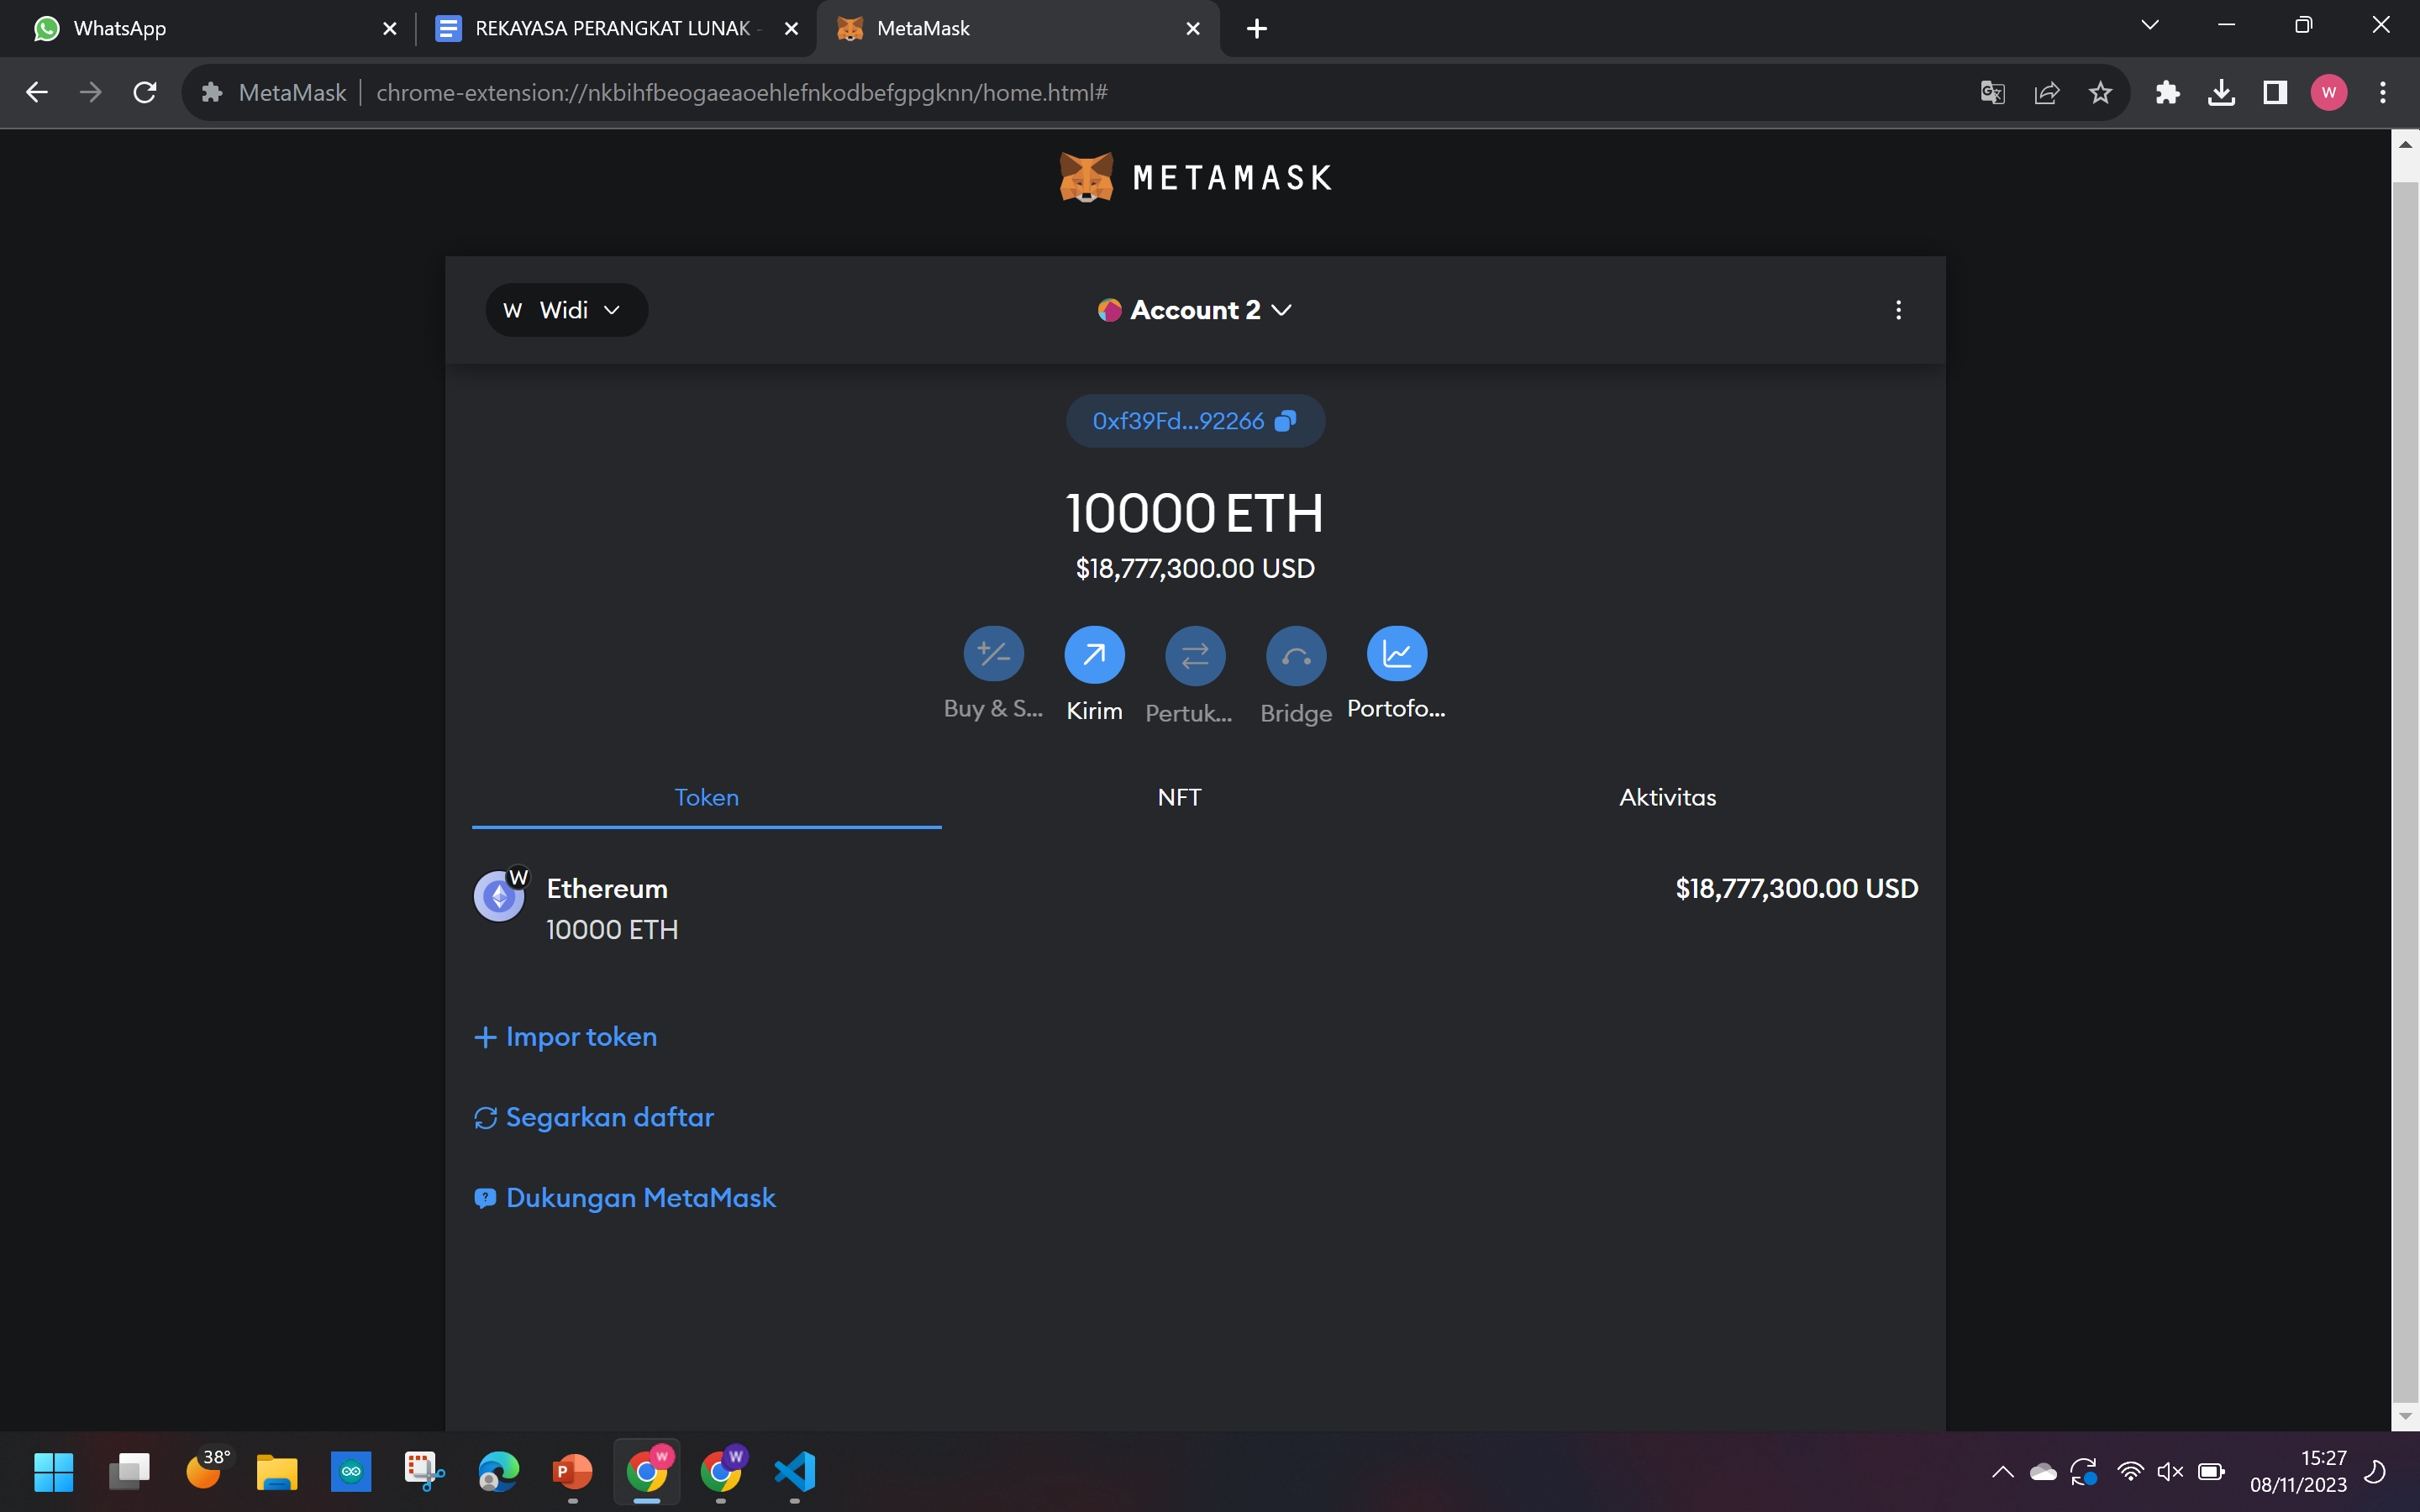 WhatsApp
REKAYASA PERANGKAT LUNAK -
MetaMask
MetaMask
chrome-extension://nkbihfbeogaeaoehlefnkodbefgpgknn/home.html#
W
METAMASK
W Widi
Account 2
0xf39Fd...92266
10000 ETH
$18,777,300.00 USD
Buy & S...
Kirim
Pertuk...
Bridge
Portofo...
Token
NFT
Aktivitas
W
Ethereum
$18,777,300.00 USD
10000 ETH
Impor token
Segarkan daftar
Dukungan MetaMask
38°
P
W
W
15:27
08/11/2023